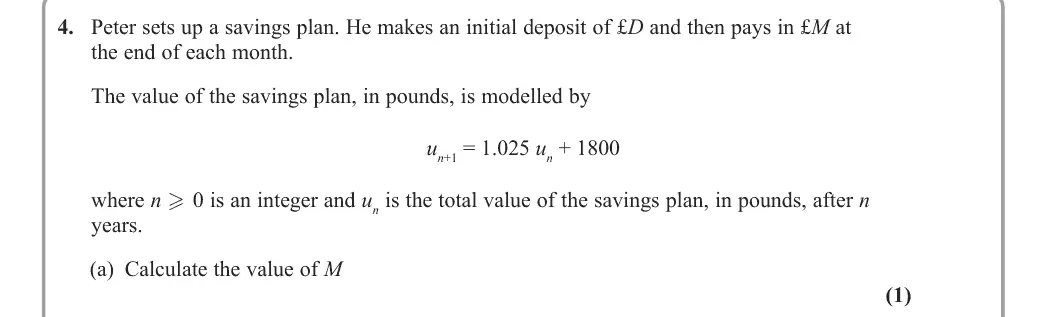 4. Peter sets up a savings plan. He makes an initial deposit of £D and then pays in £M at
the end of each month.
The value of the savings plan, in pounds, is modelled by
uₙ₊₁ = 1.025 uₙ + 1800
where n ⩾ 0 is an integer and uₙ is the total value of the savings plan, in pounds, after n
years.
(a) Calculate the value of M
(1)